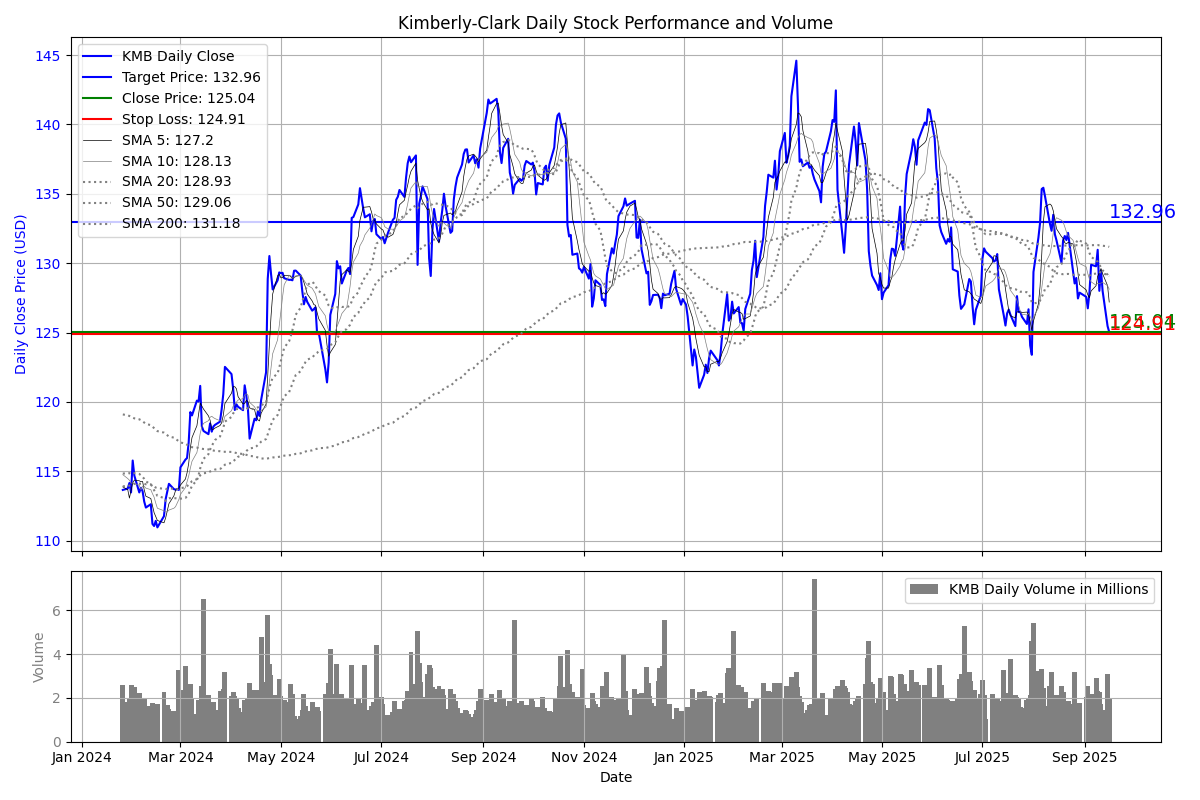 Kimberly-Clark Daily Stock Performance and Volume
KMB Daily Close
Target Price: 132.96
Close Price: 125.04
Stop Loss: 124.91
SMA 5: 127.2
SMA 10: 128.13
SMA 20: 128.93
SMA 50: 129.06
SMA 200: 131.18
Daily Close Price (USD)
145
140
135
130
125
120
115
110
132.96
125.04
124.91
KMB Daily Volume in Millions
Volume
6
4
2
0
Jan 2024 Mar 2024 May 2024 Jul 2024 Sep 2024 Nov 2024 Jan 2025 Mar 2025 May 2025 Jul 2025 Sep 2025
Date